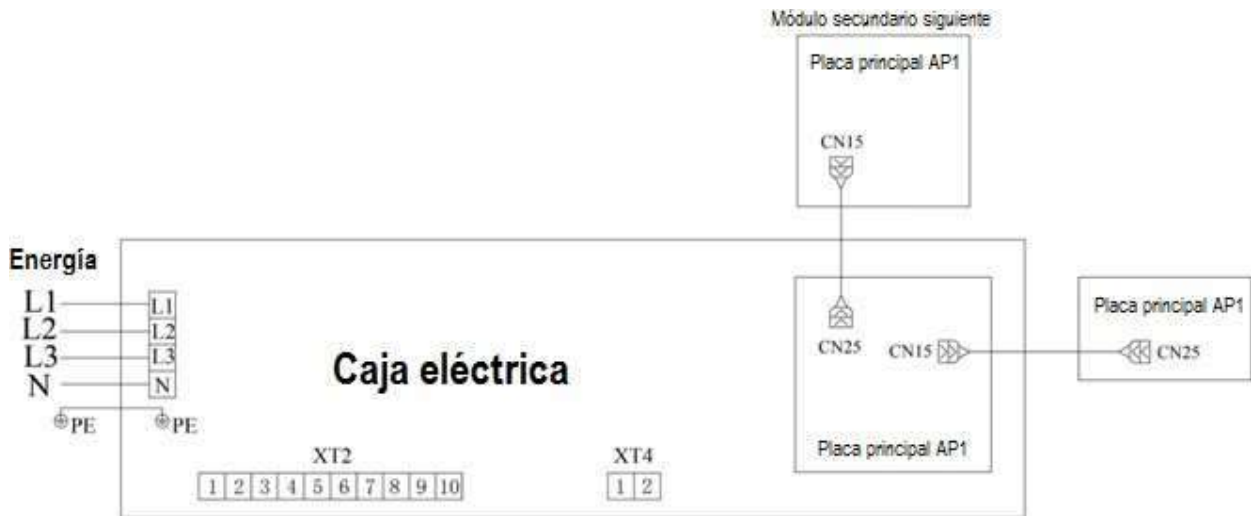 Módulo secundario siguiente
Placa principal AP1
CN15
Energía
L1 L1
L2 L2
L3 L3
N N
PE PE
Caja eléctrica
CN25
CN15
Placa principal AP1
Placa principal AP1
CN25
XT2
1 2 3 4 5 6 7 8 9 10
XT4
1 2